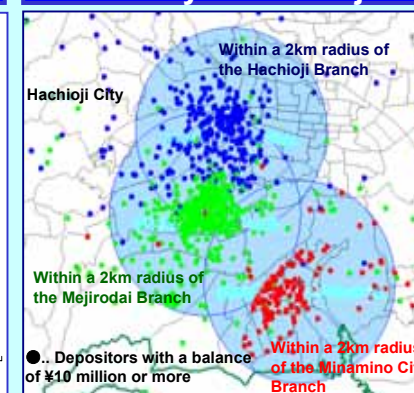 Within a 2km radius of
the Hachioji Branch
Hachioji City
Within a 2km radius of
the Mejirodai Branch
●.. Depositors with a balance
of ¥10 million or more
Within a 2km radius
of the Minamino Ci
Branch